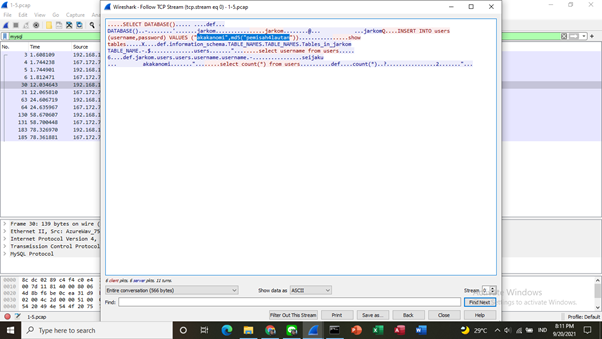 1-5.pcap
Wireshark · Follow TCP Stream (tcp.stream eq 0) · 1-5.pcap
File Edit View Go Capture
mysql
No. Time Source
3 1.608109 192.168.1
4 1.744238 167.172.7
5 1.744901 192.168.1
6 1.812471 167.172.7
30 12.034643 192.168.1
31 12.065810 167.172.7
63 24.606719 192.168.1
64 24.635967 167.172.7
130 58.670607 192.168.1
131 58.700448 167.172.7
183 78.326970 192.168.1
185 78.361881 167.172.7
SELECT DATABASE()
def
DATABASE()
jarkom
jarkom
@
jarkomQ....INSERT INTO users
(username,password) VALUES ("akakanomi",md5("pemisahhlautan"))
show
tables.....X....def.information_schema.TABLE_NAMES.TABLE_NAMES.Tables_in_jarkom
TABLE_NAME
users
select username from users
6....def.jarkom.users.users.username.username
seijaku
akakanomi
select count(*) from users
def....count(*)
2
Frame 30: 139 bytes on wire (
Ethernet II, Src: AzureWav_75
Internet Protocol Version 4,
Transmission Control Protocol
MySQL Protocol
0000 8c dc 02 89 c4 f4 c0 e4
0010 00 7d 11 81 40 00 80 06
0020 4d 8b f6 be 0c ea 31 d9
0030 02 00 4c 2d 00 00 51 00
0040 54 20 49 4e 54 4f 20 75
6 client pkts, 6 server pkts, 11 turns.
Entire conversation (566 bytes) Show data as ASCII Stream 0
Find: Find Next
Activate Windows
Go to Settings to activate Windows.
Filter Out This Stream Print Save as... Back Close Help
1-5.pcap Profile: Default
Type here to search
29°C
IND
8:11 PM
9/20/2021